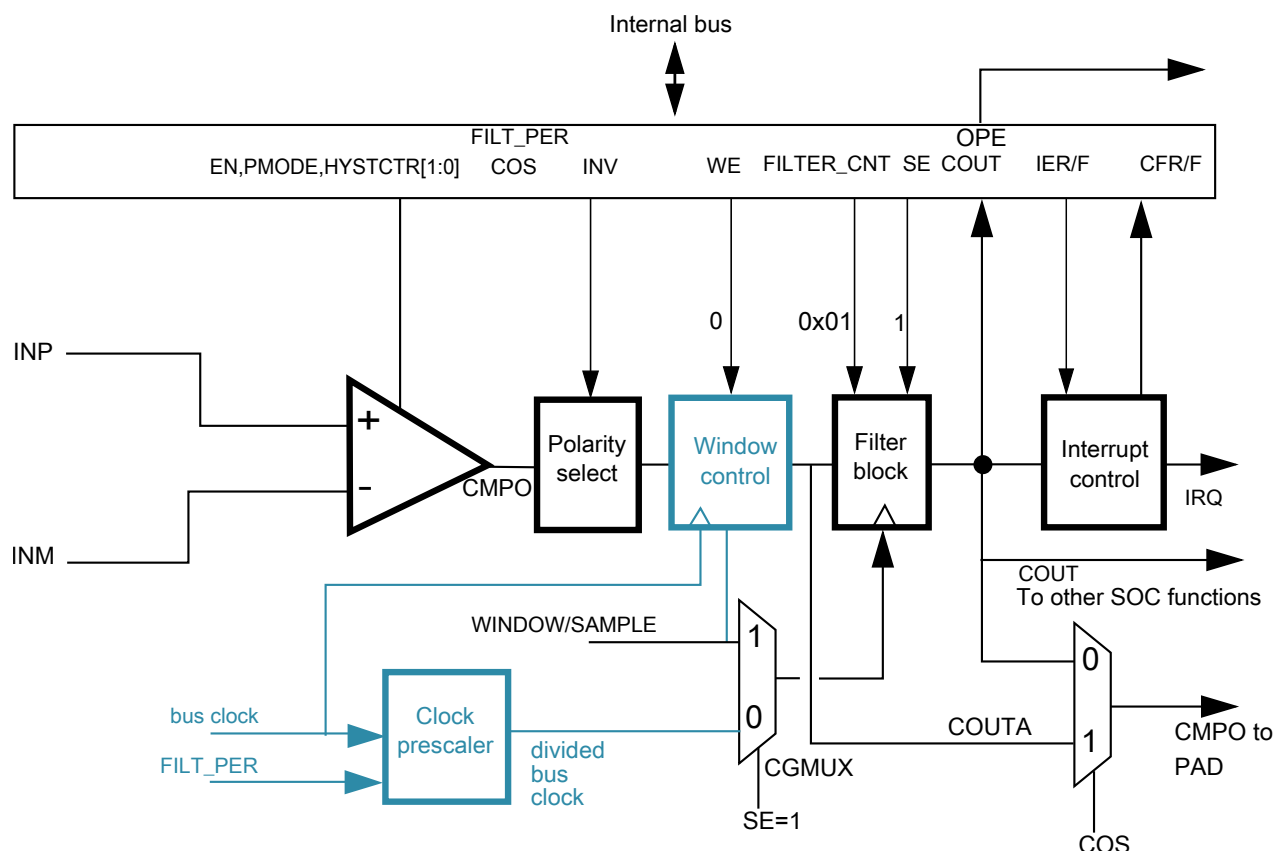 Internal bus
FILT_PER
OPE
EN,PMODE,HYSTCTR[1:0]
COS
INV
WE
FILTER_CNT
SE
COUT
IER/F
CFR/F
0
0x01
1
INP
+
-
INM
CMPO
Polarity
select
Window
control
Filter
block
Interrupt
control
IRQ
COUT
To other SOC functions
WINDOW/SAMPLE
1
0
CGMUX
SE=1
bus clock
FILT_PER
Clock
prescaler
divided
bus
clock
COUTA
0
1
CMPO to
PAD
COS